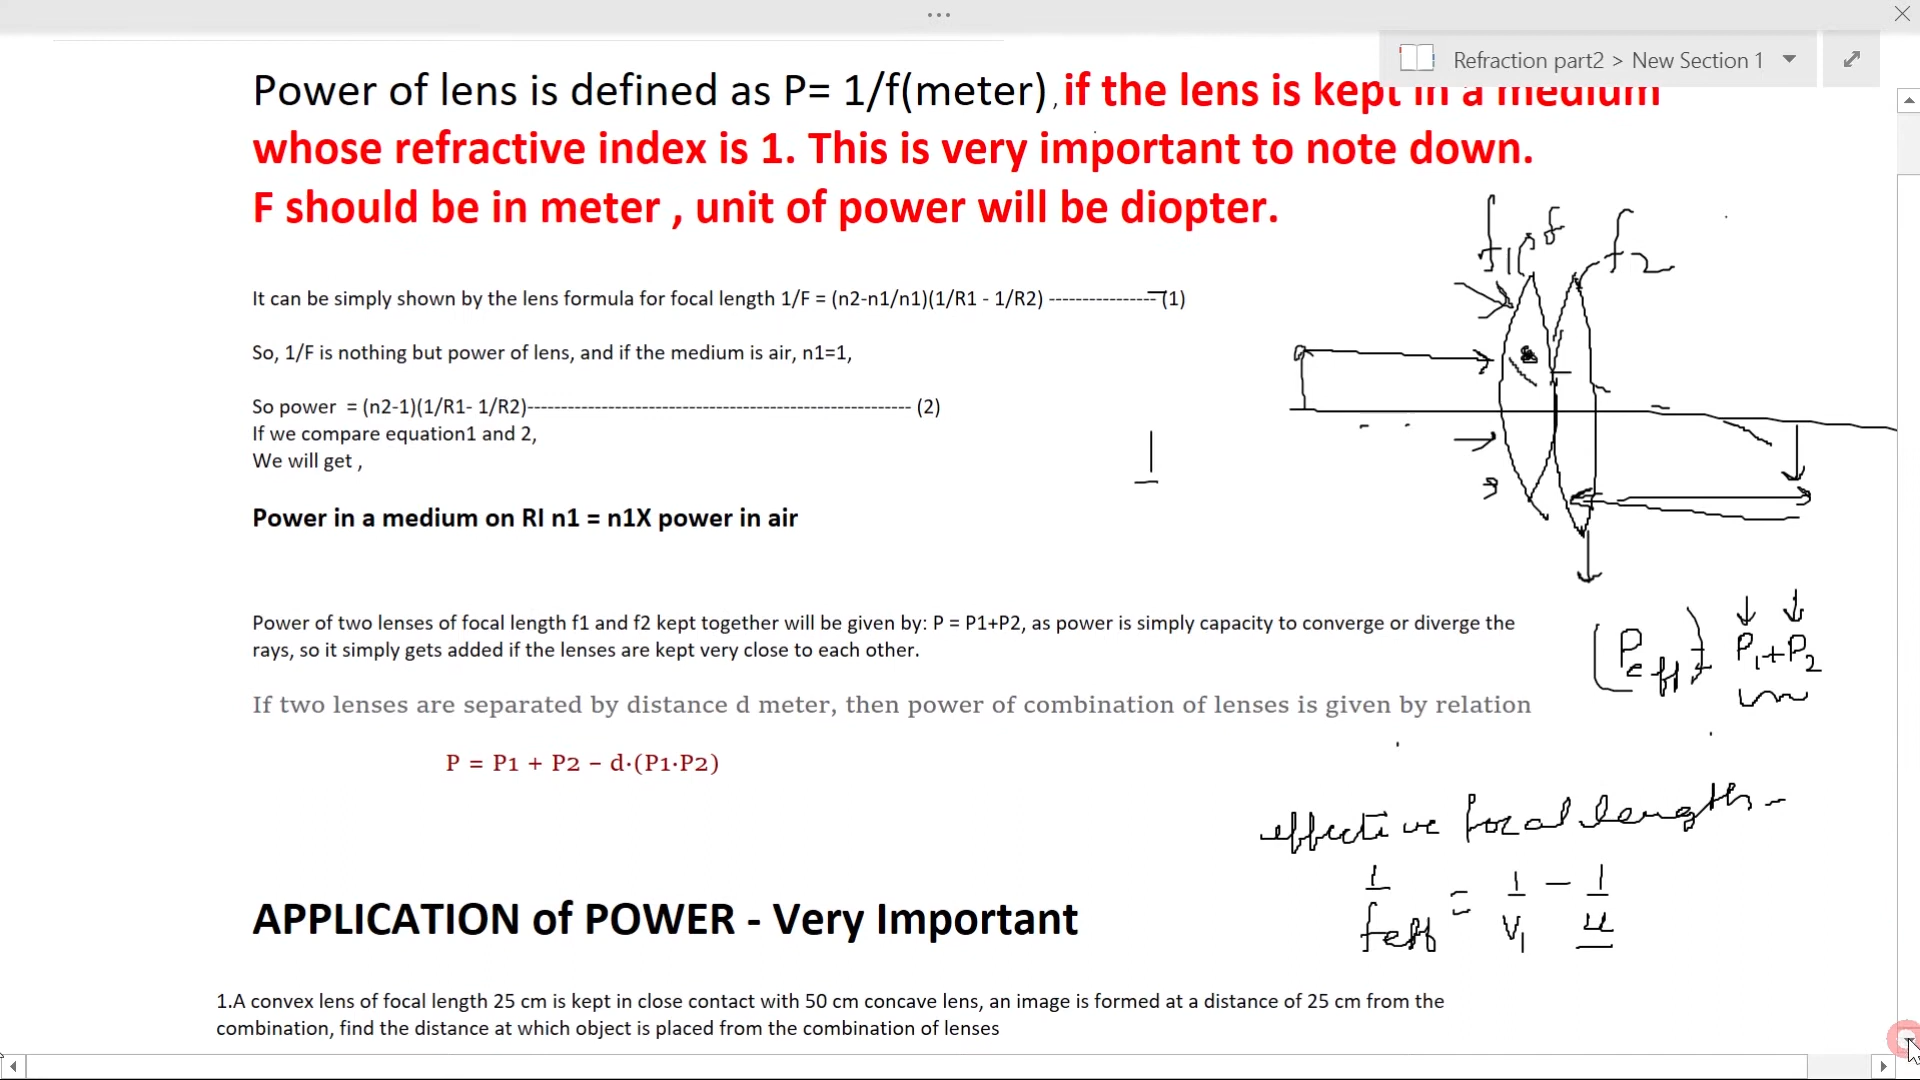 Refraction part2 > New Section 1
Power of lens is defined as P= 1/f(meter) , if the lens is kept in a medium
whose refractive index is 1. This is very important to note down.
F should be in meter , unit of power will be diopter.
f1 f2
It can be simply shown by the lens formula for focal length 1/F = (n2-n1/n1)(1/R1 - 1/R2) ---------------- (1)
So, 1/F is nothing but power of lens, and if the medium is air, n1=1,
So power = (n2-1)(1/R1- 1/R2)--------------------------------------------------------- (2)
If we compare equation1 and 2,
We will get ,
Power in a medium on RI n1 = n1X power in air
Power of two lenses of focal length f1 and f2 kept together will be given by: P = P1+P2, as power is simply capacity to converge or diverge the
rays, so it simply gets added if the lenses are kept very close to each other.
(Peff) = P1+P2
If two lenses are separated by distance d meter, then power of combination of lenses is given by relation
P = P1 + P2 − d·(P1·P2)
effective focal length -
1/feff = 1/v1 - 1/u
APPLICATION of POWER - Very Important
1.A convex lens of focal length 25 cm is kept in close contact with 50 cm concave lens, an image is formed at a distance of 25 cm from the
combination, find the distance at which object is placed from the combination of lenses